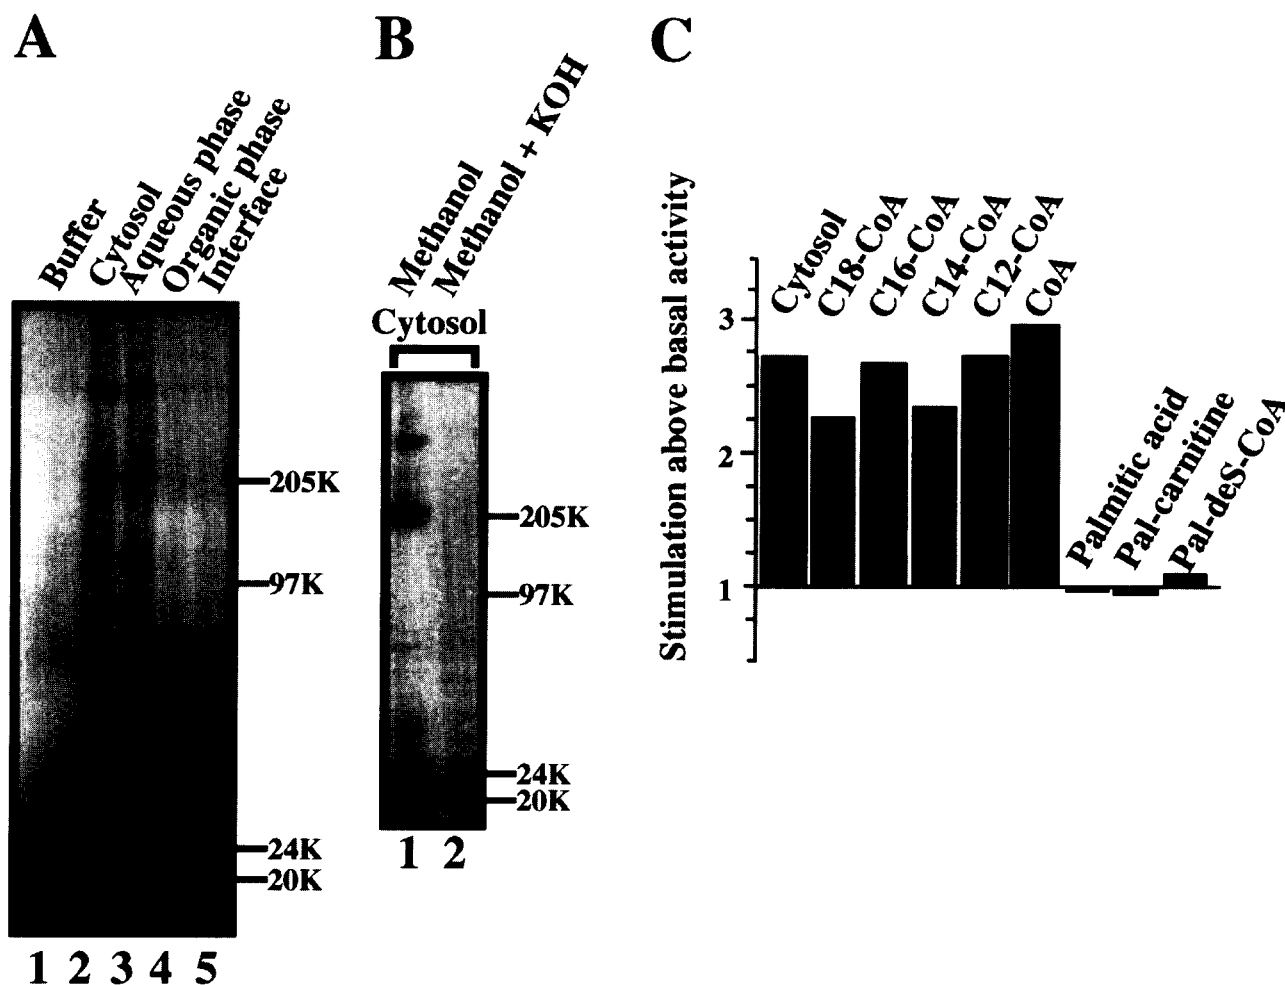 A
Buffer
Cytosol
Aqueous phase
Organic phase
Interface
205K
97K
24K
20K
1 2 3 4 5
B
Methanol
Methanol + KOH
Cytosol
205K
97K
24K
20K
1 2
C
Stimulation above basal activity
3
2
1
Cytosol
C18-CoA
C16-CoA
C14-CoA
C12-CoA
CoA
Palmitic acid
Pal-carnitine
Pal-deS-CoA